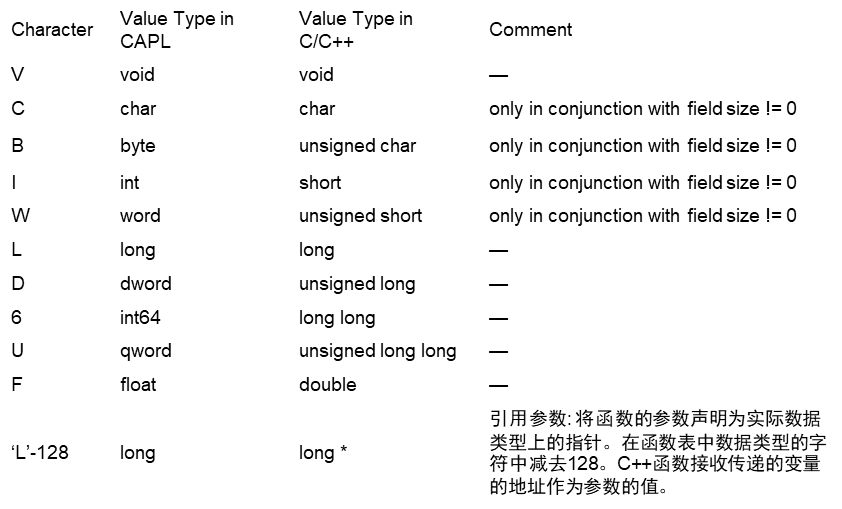 Character Value Type in CAPL Value Type in C/C++ Comment
V void void —
C char char only in conjunction with field size != 0
B byte unsigned char only in conjunction with field size != 0
I int short only in conjunction with field size != 0
W word unsigned short only in conjunction with field size != 0
L long long —
D dword unsigned long —
6 int64 long long —
U qword unsigned long long —
F float double —
‘L’-128 long long * 引用参数: 将函数的参数声明为实际数据
类型上的指针。在函数表中数据类型的字
符中减去128。C++函数接收传递的变量
的地址作为参数的值。